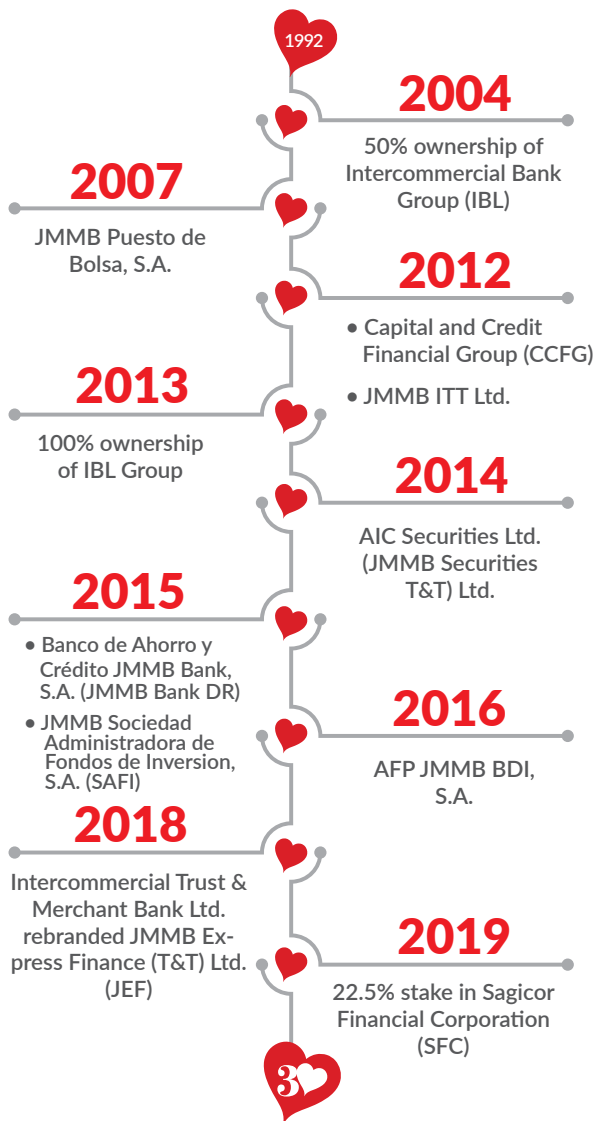 1992
2004
50% ownership of
Intercommercial Bank
Group (IBL)
2007
JMMB Puesto de
Bolsa, S.A.
2012
• Capital and Credit
Financial Group (CCFG)
• JMMB ITT Ltd.
2013
100% ownership
of IBL Group
2014
AIC Securities Ltd.
(JMMB Securities
T&T) Ltd.
2015
• Banco de Ahorro y
Crédito JMMB Bank,
S.A. (JMMB Bank DR)
• JMMB Sociedad
Administradora de
Fondos de Inversion,
S.A. (SAFI)
2016
AFP JMMB BDI,
S.A.
2018
Intercommercial Trust &
Merchant Bank Ltd.
rebranded JMMB Ex-
press Finance (T&T) Ltd.
(JEF)
2019
22.5% stake in Sagicor
Financial Corporation
(SFC)
30